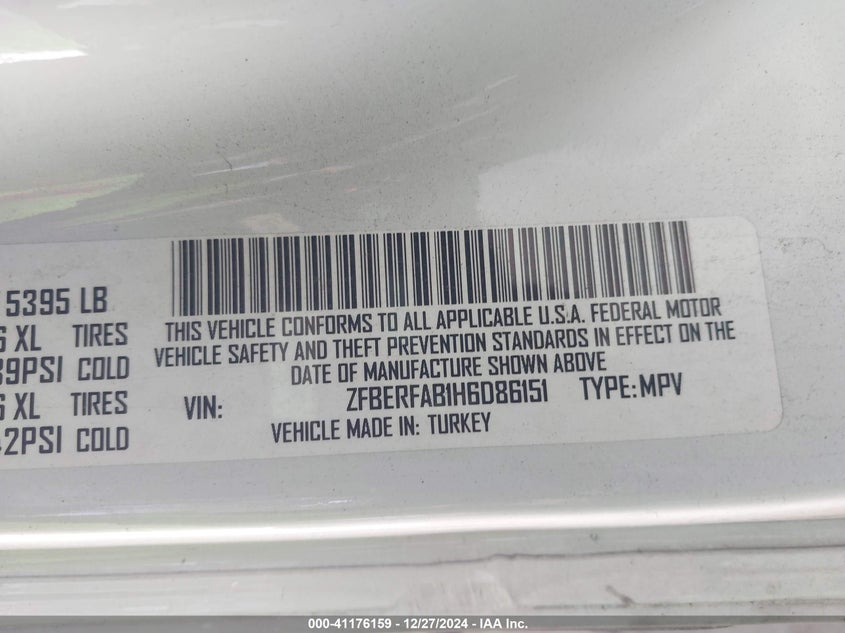 5395 LB
XL TIRES
39PSI COLD
XL TIRES
2PSI COLD
THIS VEHICLE CONFORMS TO ALL APPLICABLE U.S.A. FEDERAL MOTOR
VEHICLE SAFETY AND THEFT PREVENTION STANDARDS IN EFFECT ON THE
DATE OF MANUFACTURE SHOWN ABOVE
VIN: ZFBERFAB1H6D86151 TYPE: MPV
VEHICLE MADE IN: TURKEY
000-41176159 - 12/27/2024 - IAA Inc.